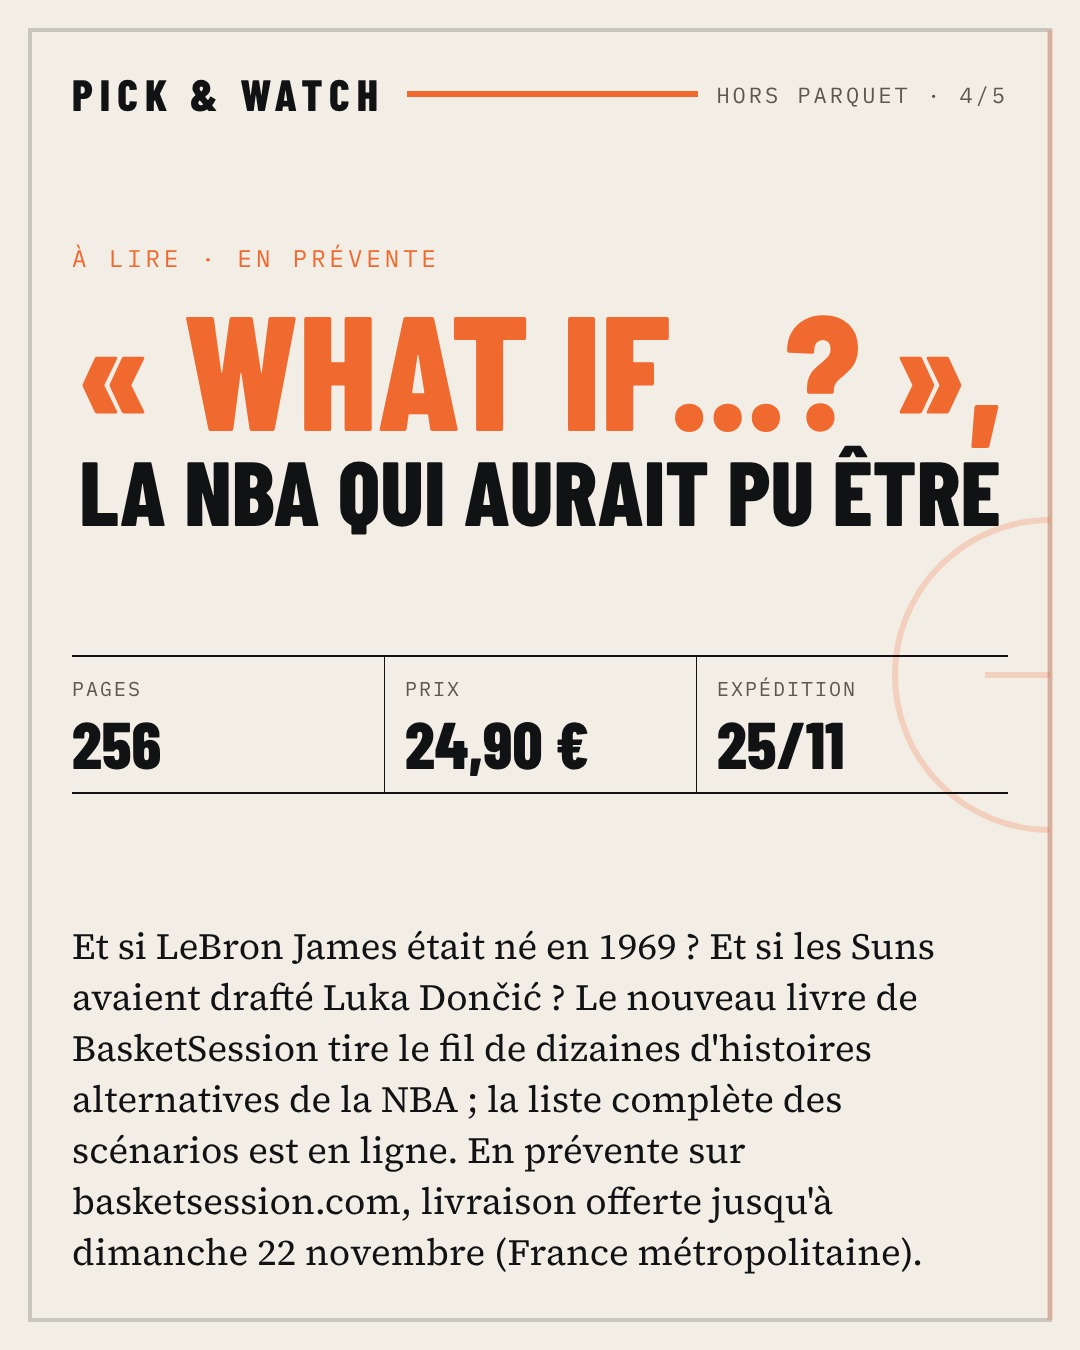 PICK & WATCH
HORS PARQUET · 4/5
À LIRE · EN PRÉVENTE
« WHAT IF…? »,
LA NBA QUI AURAIT PU ÊTRE
PAGES
256
PRIX
24,90 €
EXPÉDITION
25/11
Et si LeBron James était né en 1969 ? Et si les Suns
avaient drafté Luka Dončić ? Le nouveau livre de
BasketSession tire le fil de dizaines d'histoires
alternatives de la NBA ; la liste complète des
scénarios est en ligne. En prévente sur
basketsession.com, livraison offerte jusqu'à
dimanche 22 novembre (France métropolitaine).